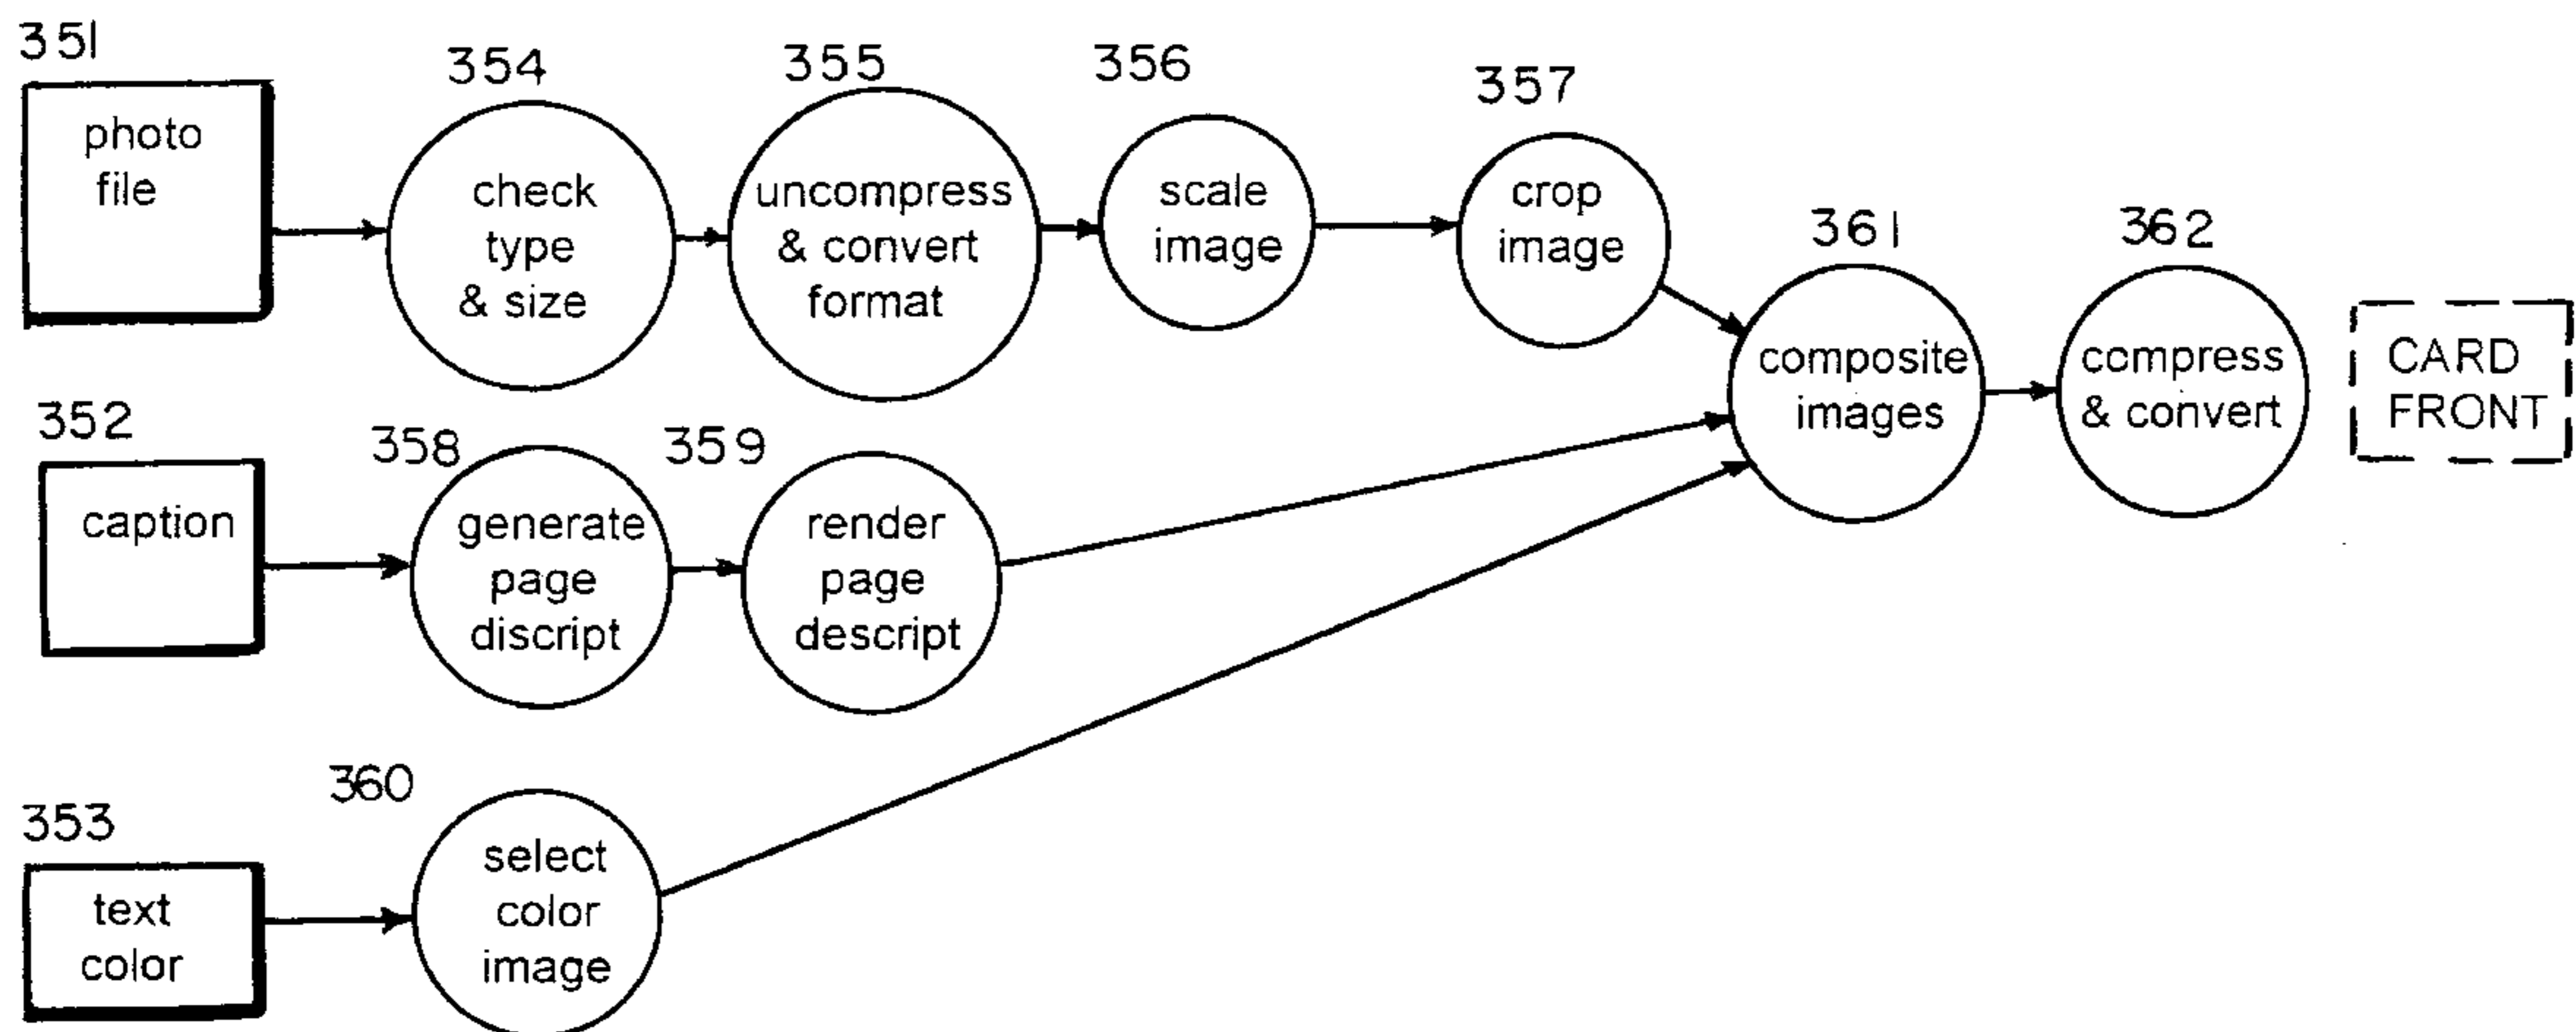 351
photo
file
354
check
type
& size
355
uncompress
& convert
format
356
scale
image
357
crop
image
361
composite
images
362
compress
& convert
CARD
FRONT
352
caption
358
generate
page
discript
359
render
page
descript
353
text
color
360
select
color
image